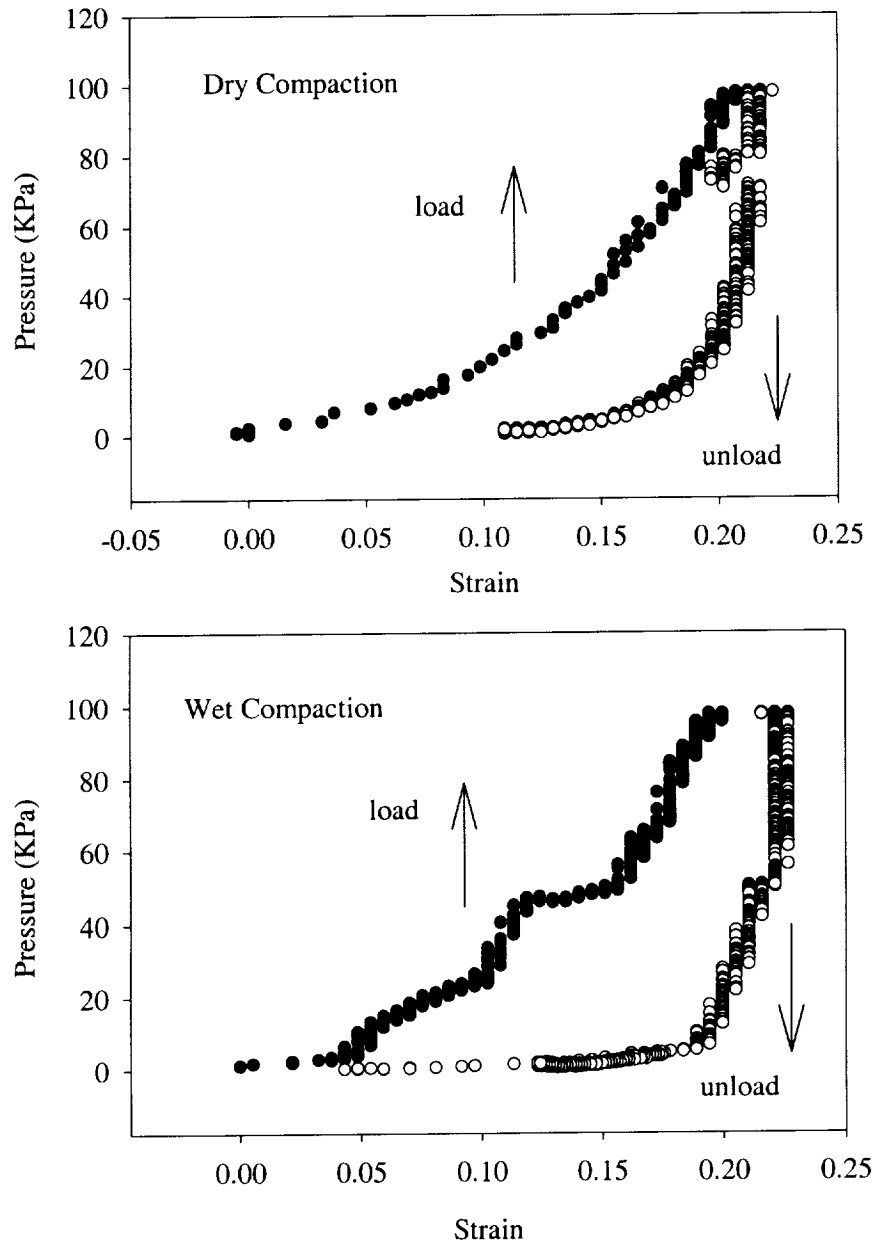 120
Dry Compaction
100
80
load
60
Pressure (KPa)
40
20
0
unload
-0.05 0.00 0.05 0.10 0.15 0.20 0.25
Strain
120
Wet Compaction
100
80
load
60
Pressure (KPa)
40
20
0
unload
0.00 0.05 0.10 0.15 0.20 0.25
Strain